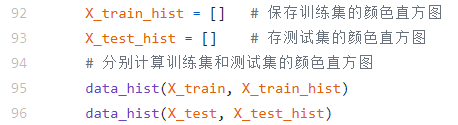 92 X_train_hist = [] # 保存训练集的颜色直方图
93 X_test_hist = [] # 存测试集的颜色直方图
94 # 分别计算训练集和测试集的颜色直方图
95 data_hist(X_train, X_train_hist)
96 data_hist(X_test, X_test_hist)